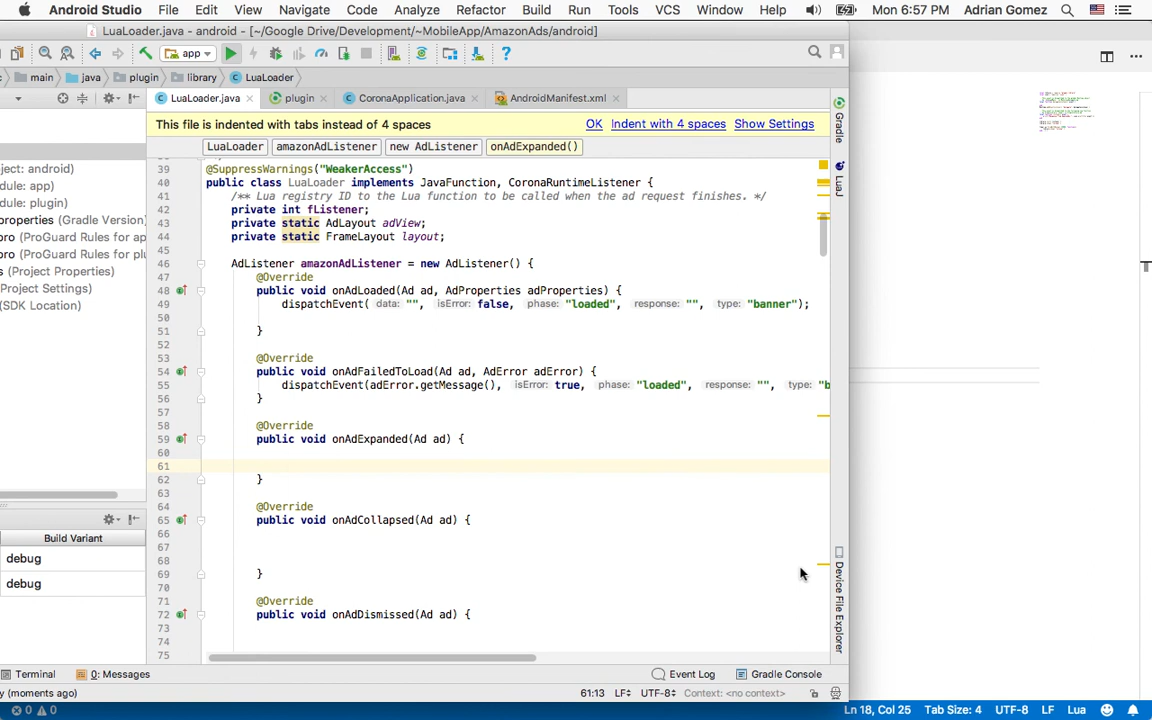 Android Studio File Edit View Navigate Code Analyze Refactor Build Run Tools VCS Window Help Mon 6:57 PM Adrian Gomez
LuaLoader.java - android - [~/Google Drive/Development/~MobileApp/AmazonAds/android]
app
main java plugin library LuaLoader
LuaLoader.java plugin CoronaApplication.java AndroidManifest.xml
This file is indented with tabs instead of 4 spaces OK Indent with 4 spaces Show Settings
LuaLoader amazonAdListener new AdListener onAdExpanded()
39 @SuppressWarnings("WeakerAccess")
40 public class LuaLoader implements JavaFunction, CoronaRuntimeListener {
41 /** Lua registry ID to the Lua function to be called when the ad request finishes. */
42 private int fListener;
43 private static AdLayout adView;
44 private static FrameLayout layout;
45
46 AdListener amazonAdListener = new AdListener() {
47 @Override
48 public void onAdLoaded(Ad ad, AdProperties adProperties) {
49 dispatchEvent( data: "", isError: false, phase: "loaded", response: "", type: "banner");
50
51 }
52
53 @Override
54 public void onAdFailedToLoad(Ad ad, AdError adError) {
55 dispatchEvent(adError.getMessage(), isError: true, phase: "loaded", response: "", type: "b
56 }
57
58 @Override
59 public void onAdExpanded(Ad ad) {
60
61
62 }
63
64 @Override
65 public void onAdCollapsed(Ad ad) {
66
67
68
69 }
70
71 @Override
72 public void onAdDismissed(Ad ad) {
73
74
75
ject: android)
dule: app)
dule: plugin)
properties (Gradle Version)
pro (ProGuard Rules for ap
pro (ProGuard Rules for plu
s (Project Properties)
Project Settings)
(SDK Location)
Build Variant
debug
debug
Gradle
LuaJ
Device File Explorer
Terminal 0: Messages Event Log Gradle Console
y (moments ago) 61:13 LF UTF-8 Context: <no context>
0 0 Ln 18, Col 25 Tab Size: 4 UTF-8 LF Lua